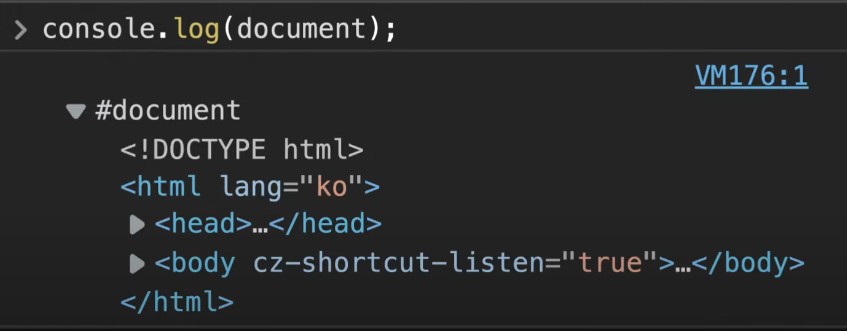 > console.log(document);
VM176:1
▼ #document
<!DOCTYPE html>
<html lang="ko">
▶ <head>…</head>
▶ <body cz-shortcut-listen="true">…</body>
</html>